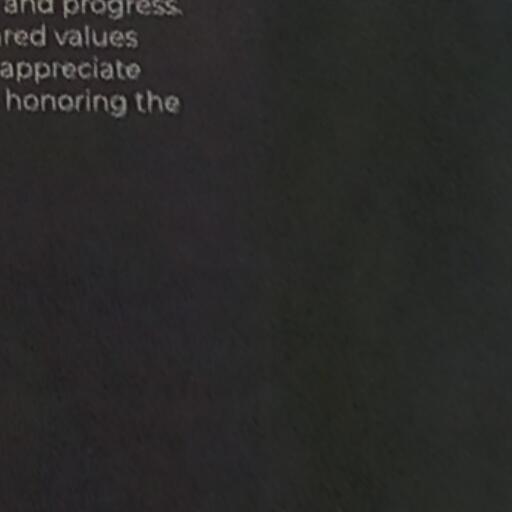 and progress.
red values
appreciate
honoring the